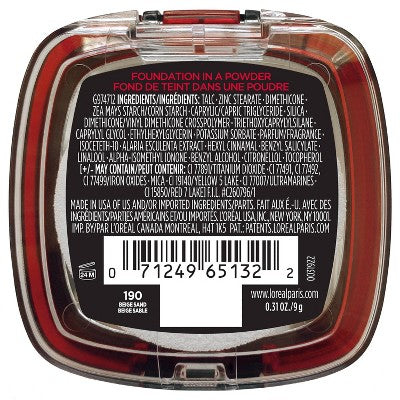 FOUNDATION IN A POWDER
FOND DE TEINT DANS UNE POUDRE
G974712 INGREDIENTS/INGRÉDIENTS: TALC • ZINC STEARATE • DIMETHICONE •
ZEA MAYS STARCH/CORN STARCH • CAPRYLIC/CAPRIC TRIGLYCERIDE • SILICA •
DIMETHICONE/VINYL DIMETHICONE CROSSPOLYMER • TRIETHOXYCAPRYLYLSILANE •
CAPRYLYL GLYCOL • ETHYLHEXYLGLYCERIN • POTASSIUM SORBATE • PARFUM/FRAGRANCE •
ISOCETETH-10 • ALARIA ESCULENTA EXTRACT • HEXYL CINNAMAL • BENZYL SALICYLATE •
LINALOOL • ALPHA-ISOMETHYL IONONE • BENZYL ALCOHOL • CITRONELLOL • TOCOPHEROL
[+/- MAY CONTAIN/PEUT CONTENIR: CI 77891/TITANIUM DIOXIDE • CI 77491, CI 77492,
CI 77499/IRON OXIDES • MICA • CI 19140/YELLOW 5 LAKE • CI 77007/ULTRAMARINES •
CI 15850/RED 7 LAKE] F.I.L. #
MADE IN USA OF US AND/OR IMPORTED INGREDIENTS/PARTS. FAIT AUX É.-U. AVEC DES
INGRÉDIENTS/PARTIES AMÉRICAINS ET/OU IMPORTÉS. L'ORÉAL USA, INC., NEW YORK, NY 10001.
IMP. BY/PAR L'ORÉAL CANADA MONTRÉAL, H4T 1K5 PAT.: PATENTS.LOREALUSA.COM/INC
24 M
0 71249 65132 2
0031922
190
BEIGE SAND
BEIGE SABLE
www.lorealparis.com
0.31 OZ./9 g